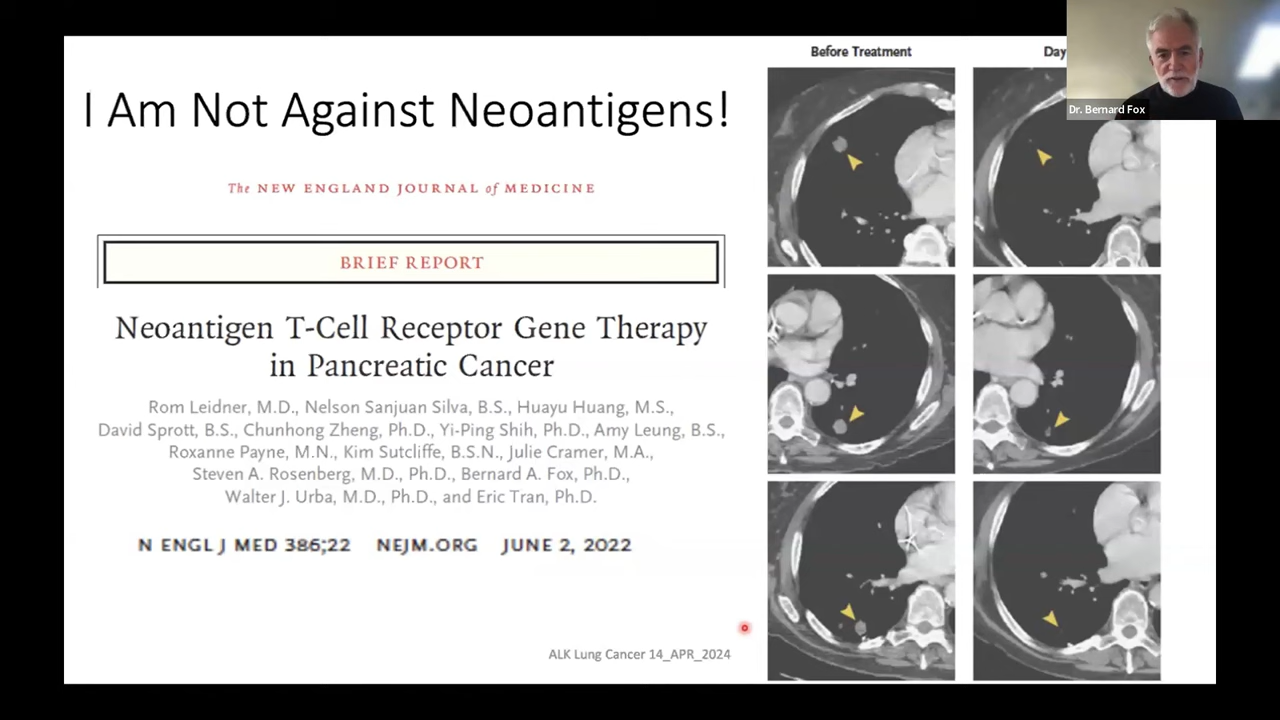 I Am Not Against Neoantigens!
The NEW ENGLAND JOURNAL of MEDICINE
BRIEF REPORT
Neoantigen T-Cell Receptor Gene Therapy
in Pancreatic Cancer
Rom Leidner, M.D., Nelson Sanjuan Silva, B.S., Huayu Huang, M.S.,
David Sprott, B.S., Chunhong Zheng, Ph.D., Yi-Ping Shih, Ph.D., Amy Leung, B.S.,
Roxanne Payne, M.N., Kim Sutcliffe, B.S.N., Julie Cramer, M.A.,
Steven A. Rosenberg, M.D., Ph.D., Bernard A. Fox, Ph.D.,
Walter J. Urba, M.D., Ph.D., and Eric Tran, Ph.D.
N ENGL J MED 386;22 NEJM.ORG JUNE 2, 2022
ALK Lung Cancer 14_APR_2024
Before Treatment
Day
Dr. Bernard Fox